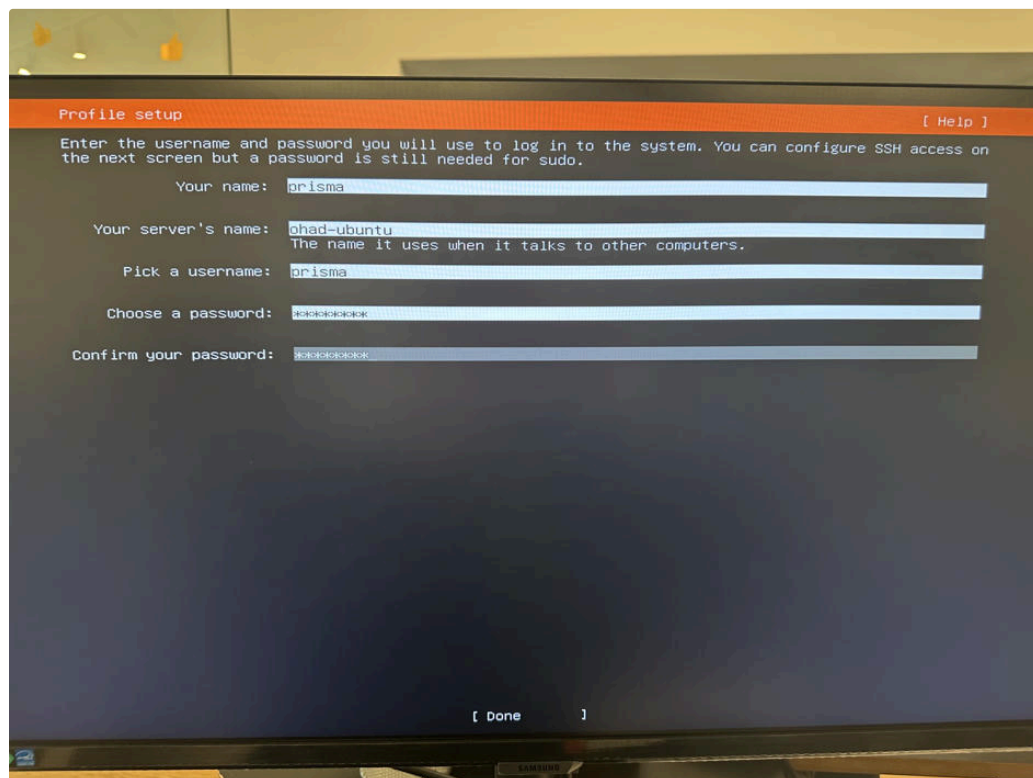 Profile setup
[ Help ]
Enter the username and password you will use to log in to the system. You can configure SSH access on
the next screen but a password is still needed for sudo.
Your name: prisma
Your server's name: ohad-ubuntu
The name it uses when it talks to other computers.
Pick a username: prisma
Choose a password: *********
Confirm your password: *********
[ Done ]
SAMSUNG